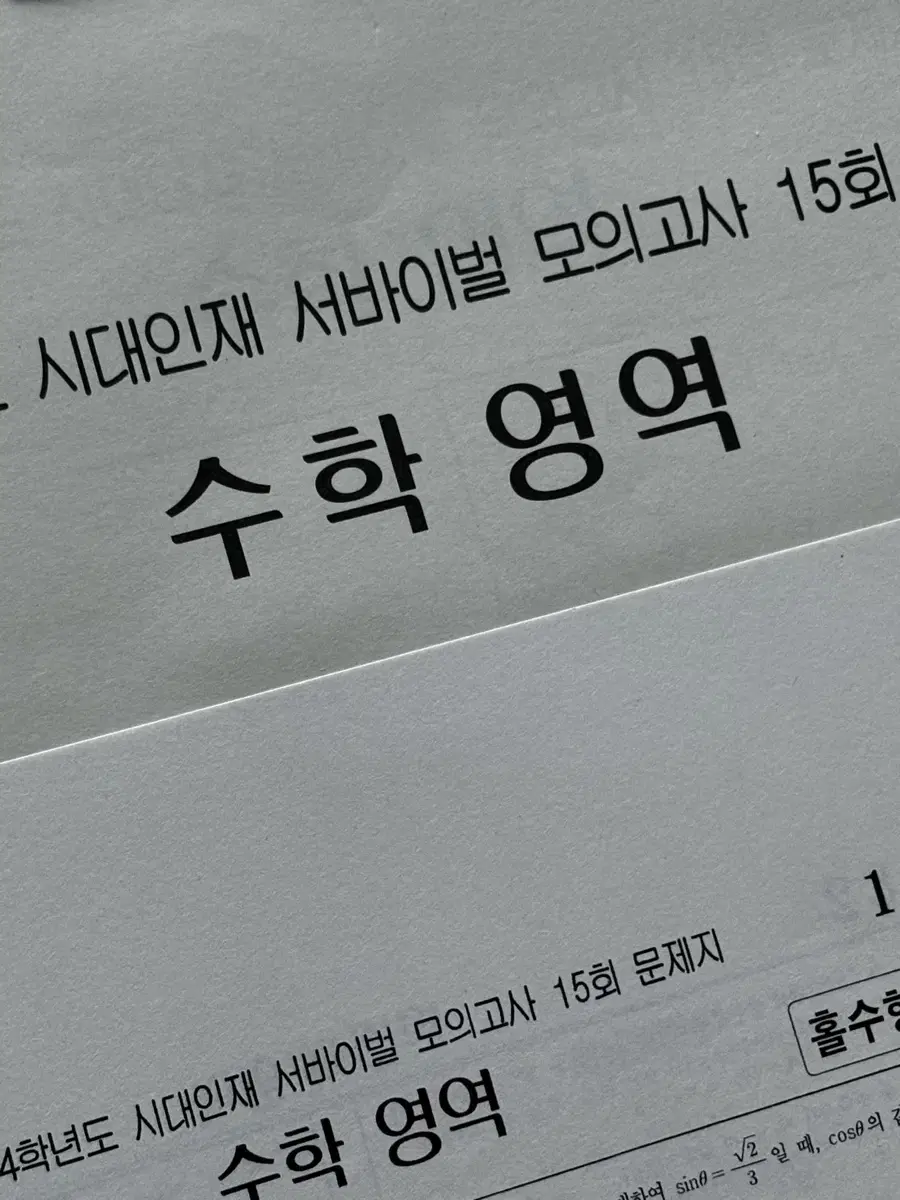 시대인재 서바이벌 모의고사 15회
수학 영역
1
4학년도 시대인재 서바이벌 모의고사 15회 문제지
수학 영역
홀수형
sinθ=√2/3 일 때, cosθ의